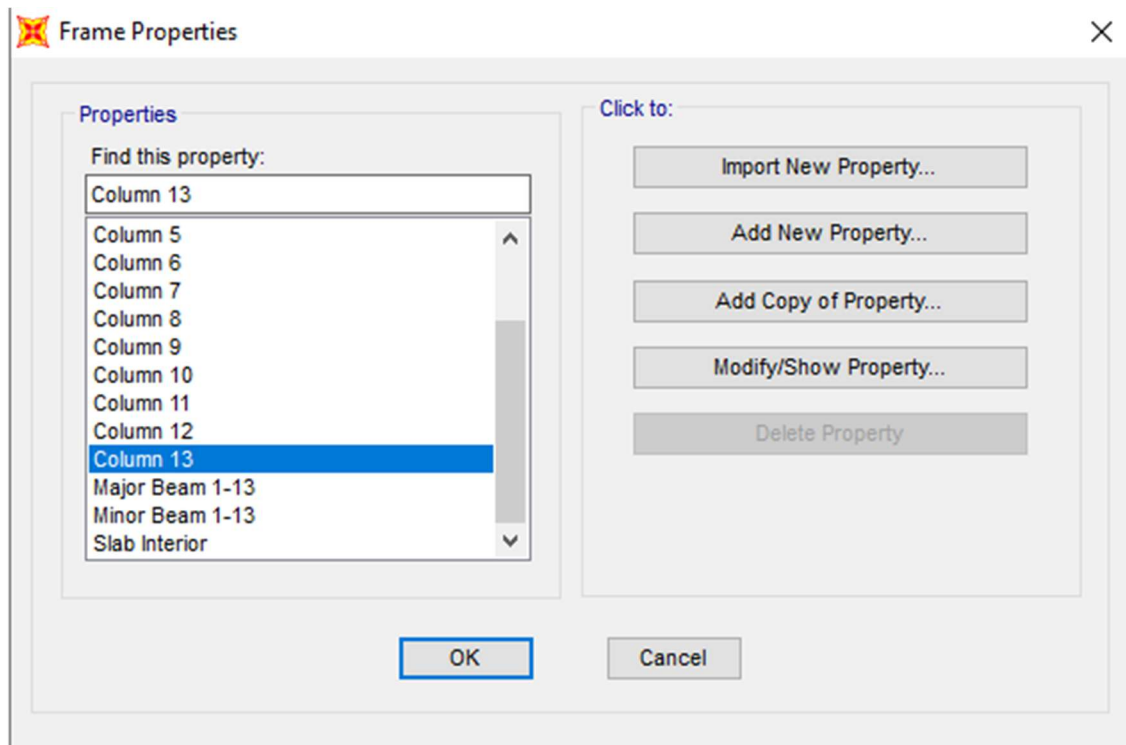 Frame Properties
Properties
Find this property:
Column 13
Column 5
Column 6
Column 7
Column 8
Column 9
Column 10
Column 11
Column 12
Column 13
Major Beam 1-13
Minor Beam 1-13
Slab Interior
Click to:
Import New Property...
Add New Property...
Add Copy of Property...
Modify/Show Property...
Delete Property
OK
Cancel